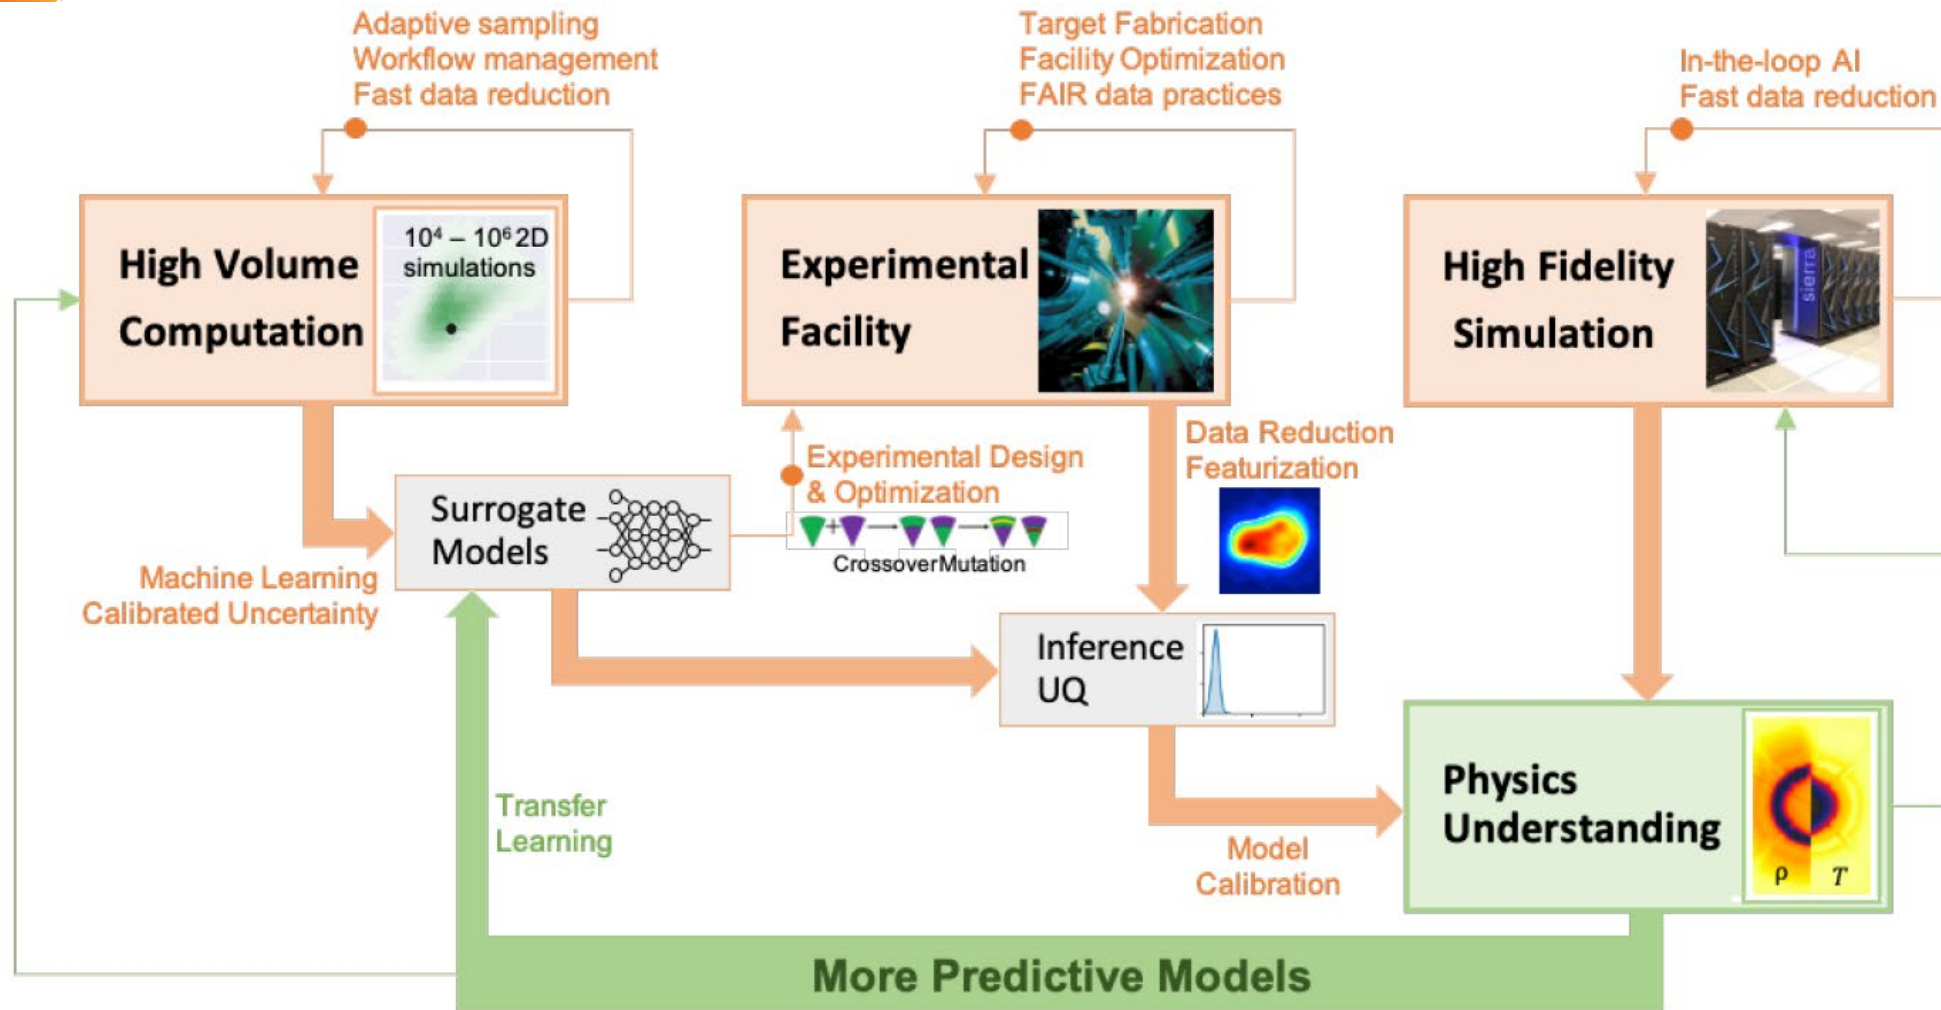 Adaptive sampling
Workflow management
Fast data reduction
Target Fabrication
Facility Optimization
FAIR data practices
In-the-loop AI
Fast data reduction
High Volume
Computation
10⁴ – 10⁶ 2D
simulations
Experimental
Facility
High Fidelity
Simulation
sierra
Surrogate
Models
Experimental Design
& Optimization
+
CrossoverMutation
Data Reduction
Featurization
Machine Learning
Calibrated Uncertainty
Inference
UQ
Transfer
Learning
Model
Calibration
Physics
Understanding
ρ T
More Predictive Models